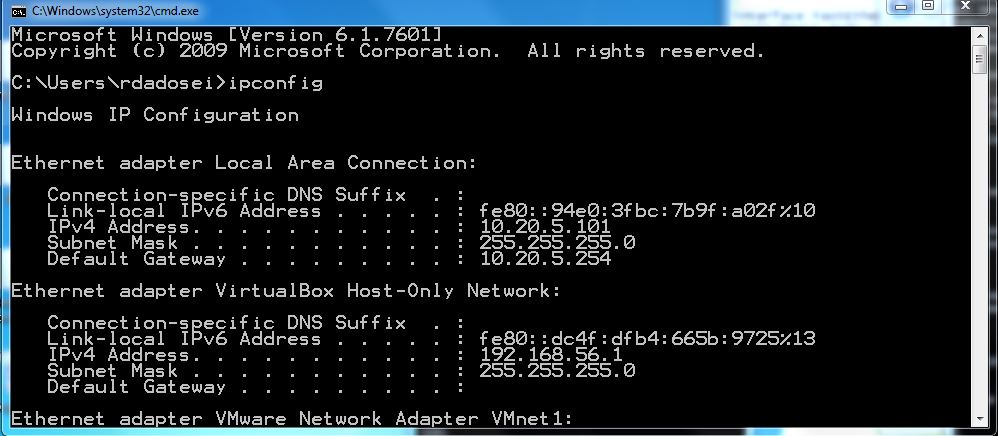 C:\Windows\system32\cmd.exe
Microsoft Windows [Version 6.1.7601]
Copyright (c) 2009 Microsoft Corporation.  All rights reserved.
C:\Users\rdadosei>ipconfig
Windows IP Configuration
Ethernet adapter Local Area Connection:
Connection-specific DNS Suffix  . :
Link-local IPv6 Address . . . . . : fe80::94e0:3fbc:7b9f:a02f%10
IPv4 Address. . . . . . . . . . . : 10.20.5.101
Subnet Mask . . . . . . . . . . . : 255.255.255.0
Default Gateway . . . . . . . . . : 10.20.5.254
Ethernet adapter VirtualBox Host-Only Network:
Connection-specific DNS Suffix  . :
Link-local IPv6 Address . . . . . : fe80::dc4f:dfb4:665b:9725%13
IPv4 Address. . . . . . . . . . . : 192.168.56.1
Subnet Mask . . . . . . . . . . . : 255.255.255.0
Default Gateway . . . . . . . . . :
Ethernet adapter VMware Network Adapter VMnet1: